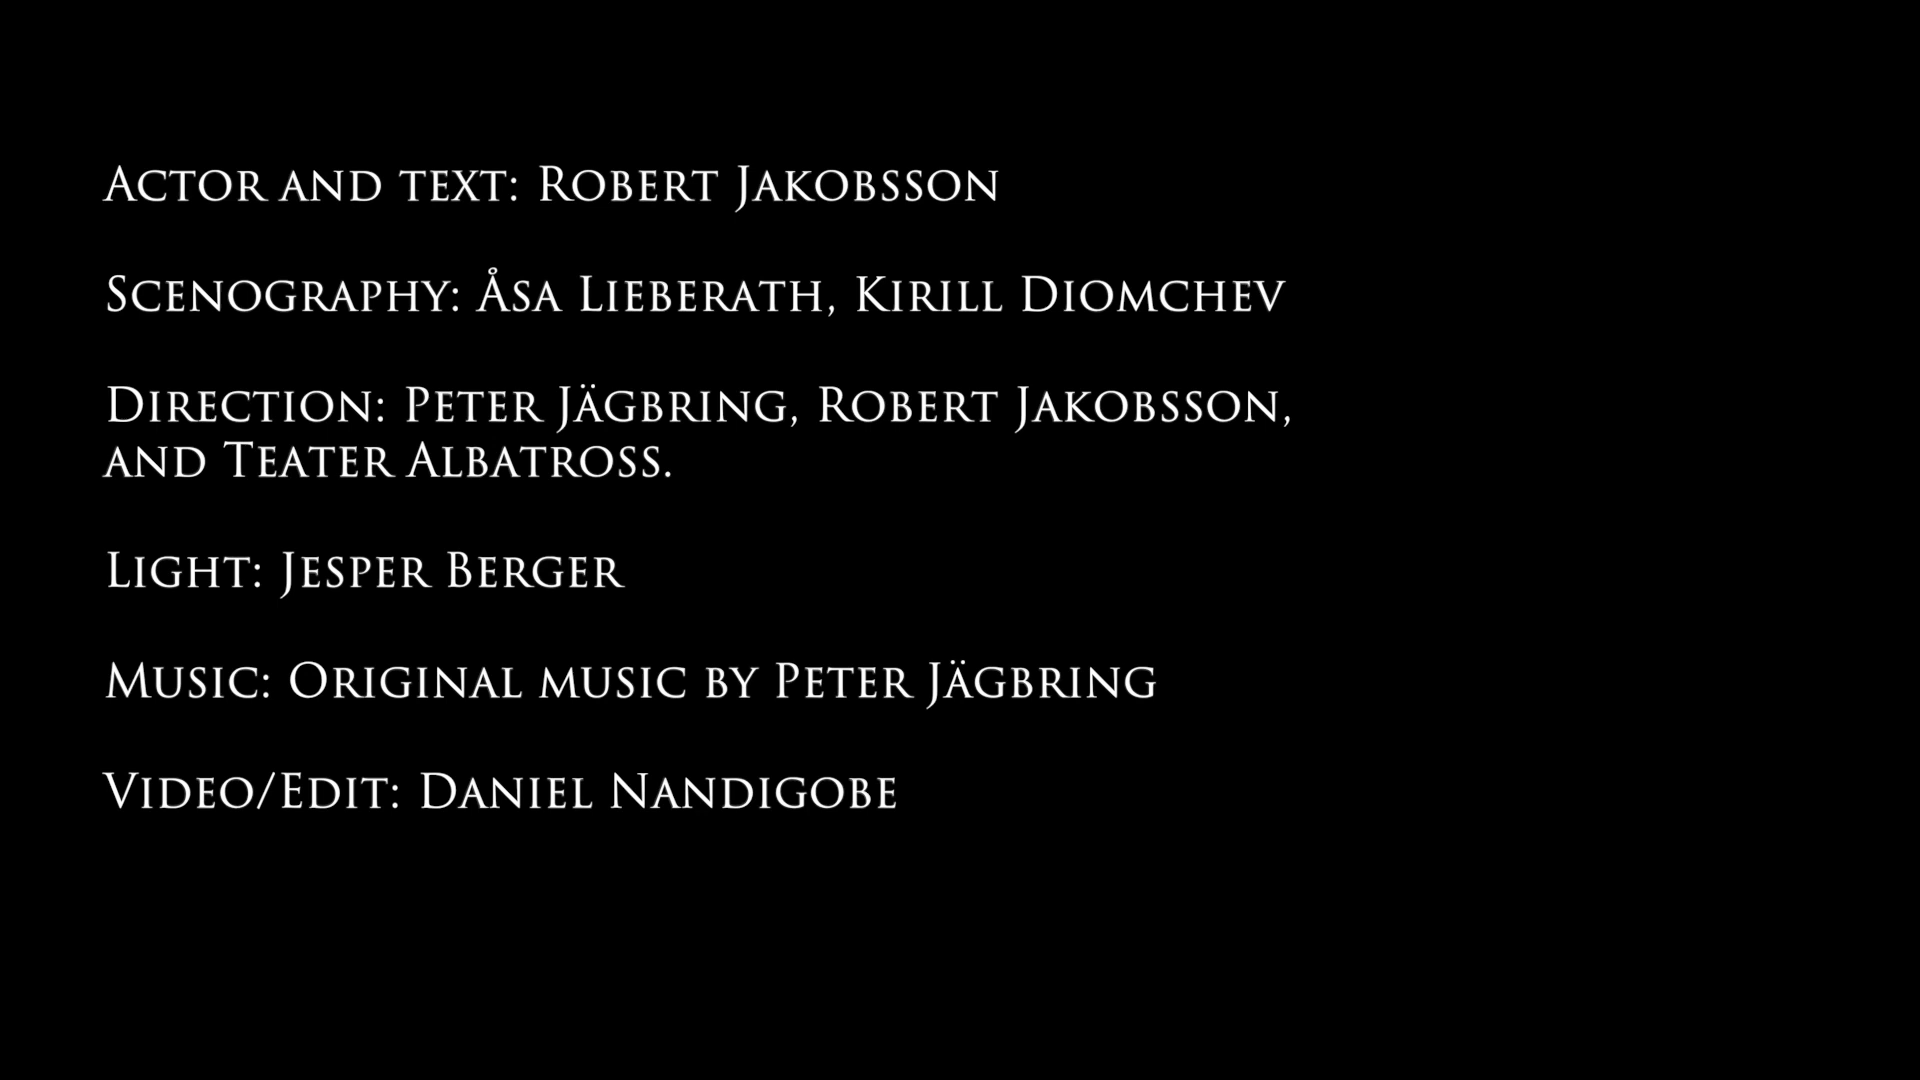 Actor and text: Robert Jakobsson
Scenography: Åsa Lieberath, Kirill Diomchev
Direction: Peter Jägbring, Robert Jakobsson,
and Teater Albatross.
Light: Jesper Berger
Music: Original music by Peter Jägbring
Video/Edit: Daniel Nandigobe